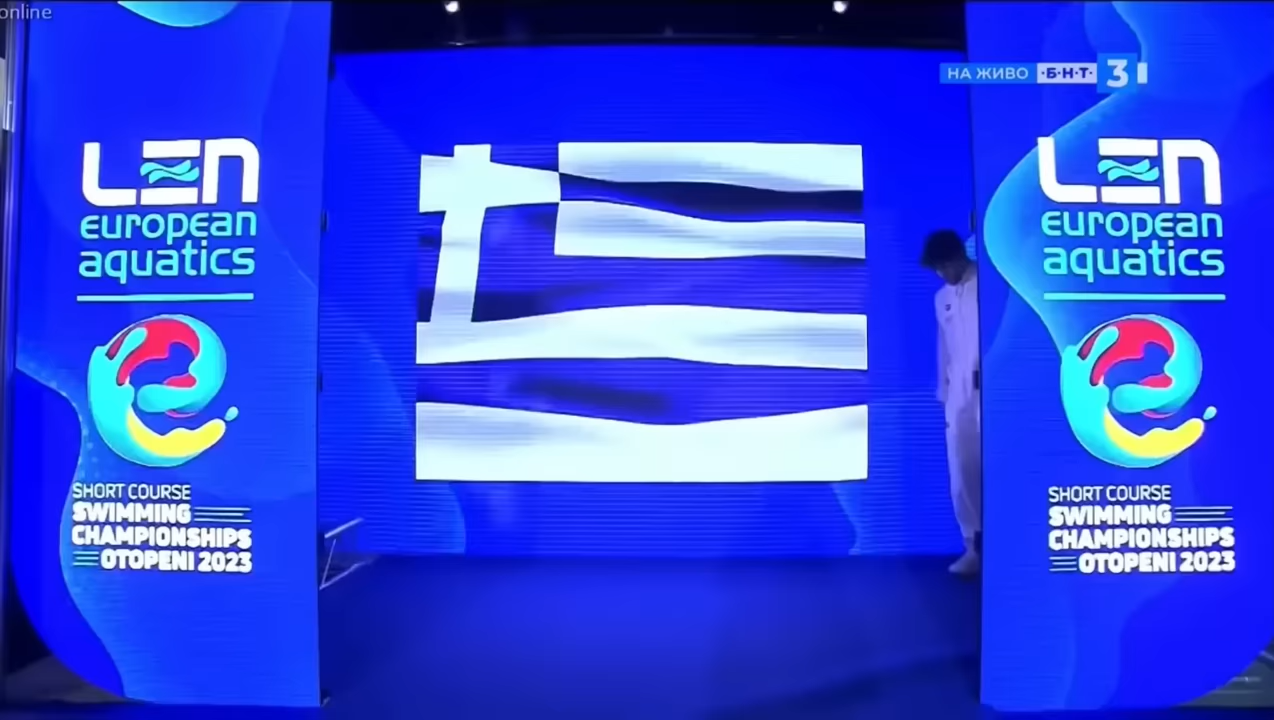 online
НА ЖИВО ·Б·Н·Т· 3
LEN
european
aquatics
SHORT COURSE
SWIMMING
CHAMPIONSHIPS
OTOPENI 2023
LEN
european
aquatics
SHORT COURSE
SWIMMING
CHAMPIONSHIPS
OTOPENI 2023